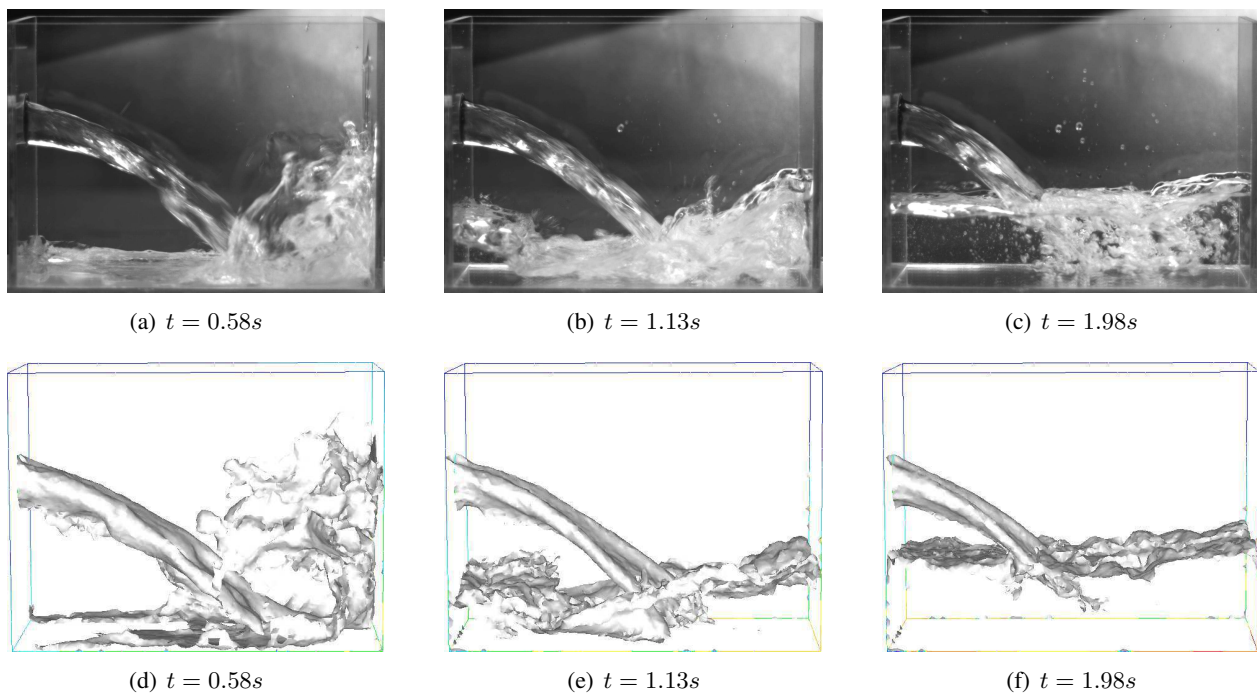 (a) t = 0.58s
(b) t = 1.13s
(c) t = 1.98s
(d) t = 0.58s
(e) t = 1.13s
(f) t = 1.98s